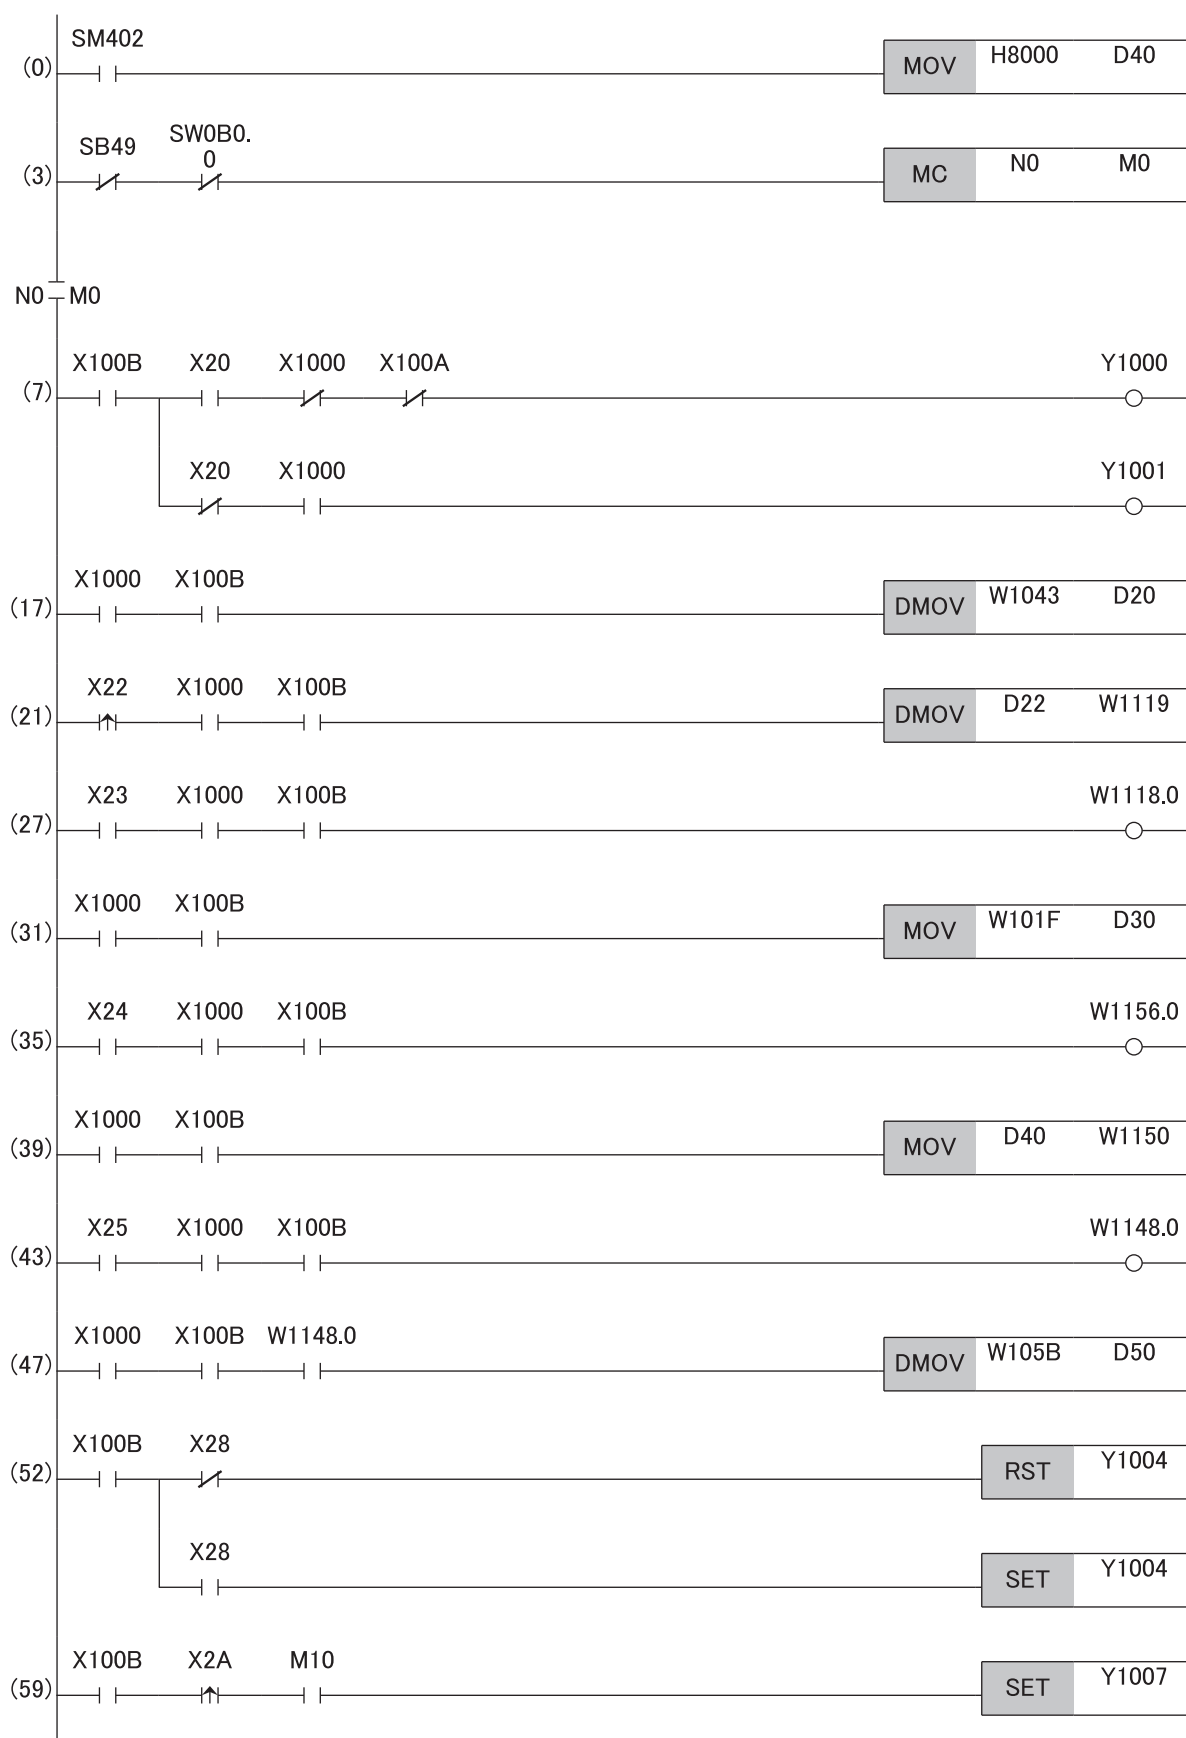 SM402
(0) MOV H8000 D40
SB49 SW0B0.
0
(3) MC N0 M0
N0 M0
X100B X20 X1000 X100A Y1000
(7)
X20 X1000 Y1001
X1000 X100B
(17) DMOV W1043 D20
X22 X1000 X100B
(21) DMOV D22 W1119
X23 X1000 X100B W1118.0
(27)
X1000 X100B
(31) MOV W101F D30
X24 X1000 X100B W1156.0
(35)
X1000 X100B
(39) MOV D40 W1150
X25 X1000 X100B W1148.0
(43)
X1000 X100B W1148.0
(47) DMOV W105B D50
X100B X28
(52) RST Y1004
X28
SET Y1004
X100B X2A M10
(59) SET Y1007